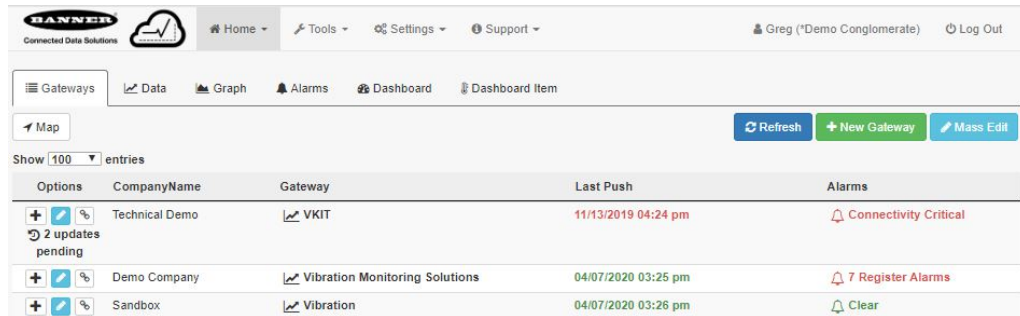 BANNER
Connected Data Solutions
Home Tools Settings Support Greg (*Demo Conglomerate) Log Out
Gateways Data Graph Alarms Dashboard Dashboard Item
Map Refresh + New Gateway Mass Edit
Show 100 entries
Options CompanyName Gateway Last Push Alarms
+ Technical Demo VKIT 11/13/2019 04:24 pm Connectivity Critical
2 updates
pending
+ Demo Company Vibration Monitoring Solutions 04/07/2020 03:25 pm 7 Register Alarms
+ Sandbox Vibration 04/07/2020 03:26 pm Clear